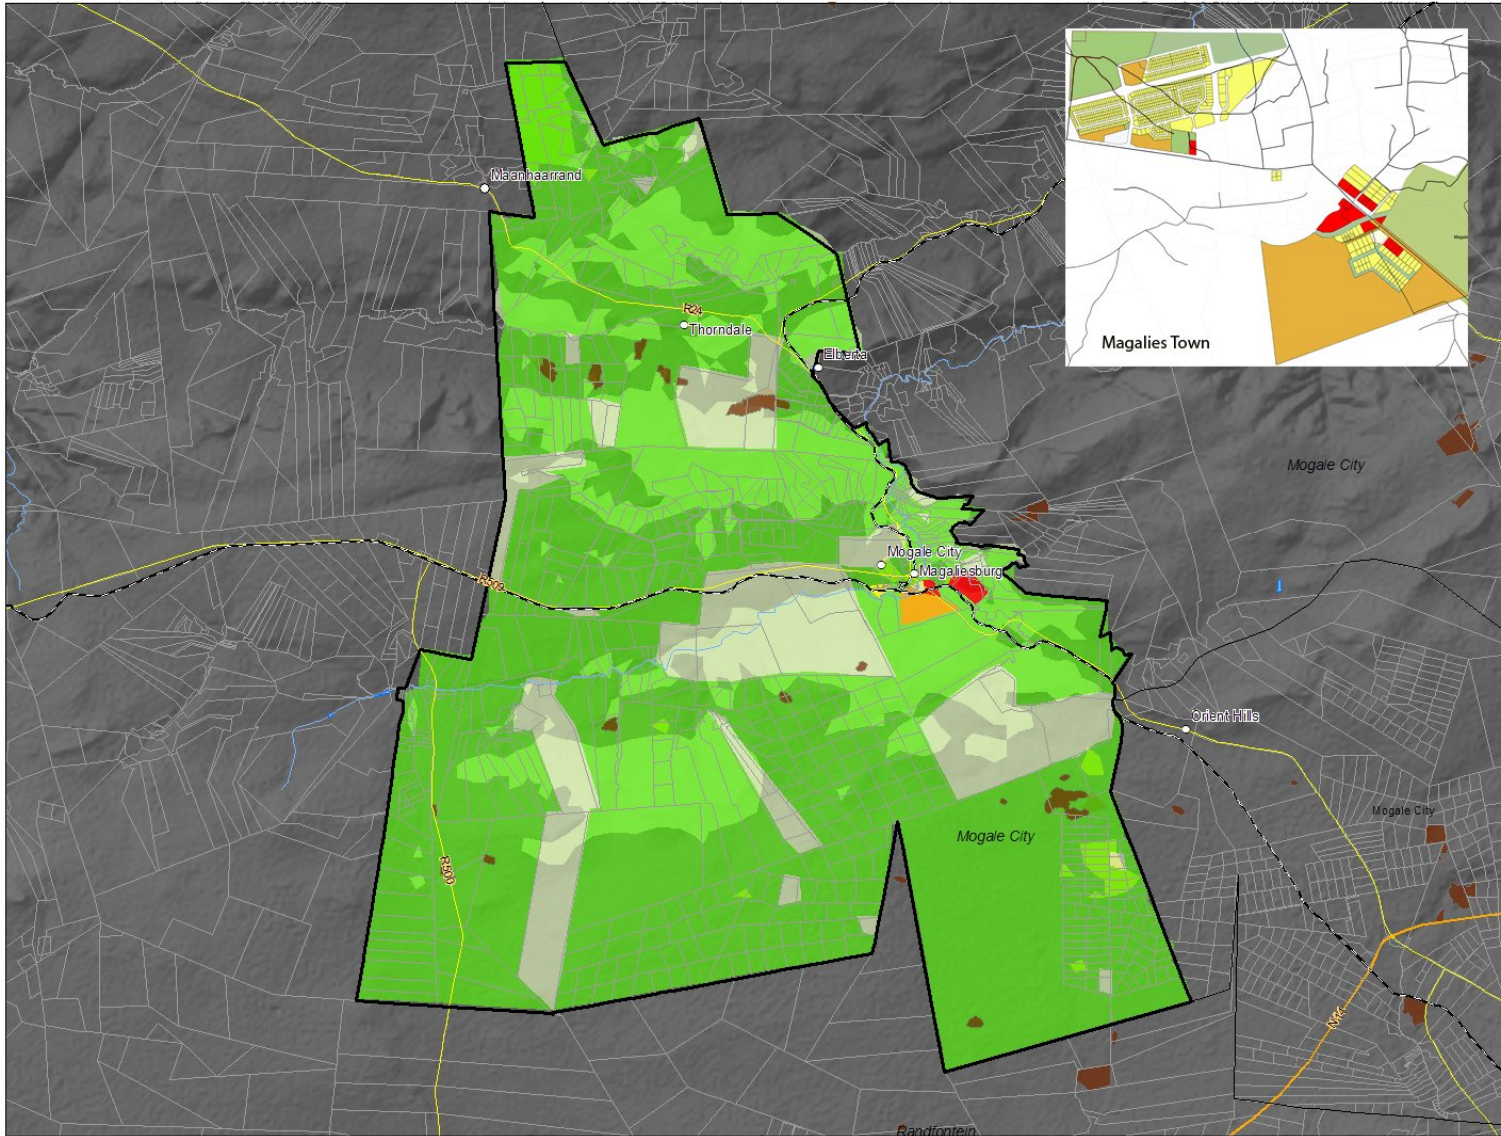 Maanhaarrand
R24
Thorndale
Elberta
Magalies Town
Mogale City
Mogale City
Magaliesburg
R509
Orient Hills
Mogale City
Mogale City
R500
N14
Randfontein